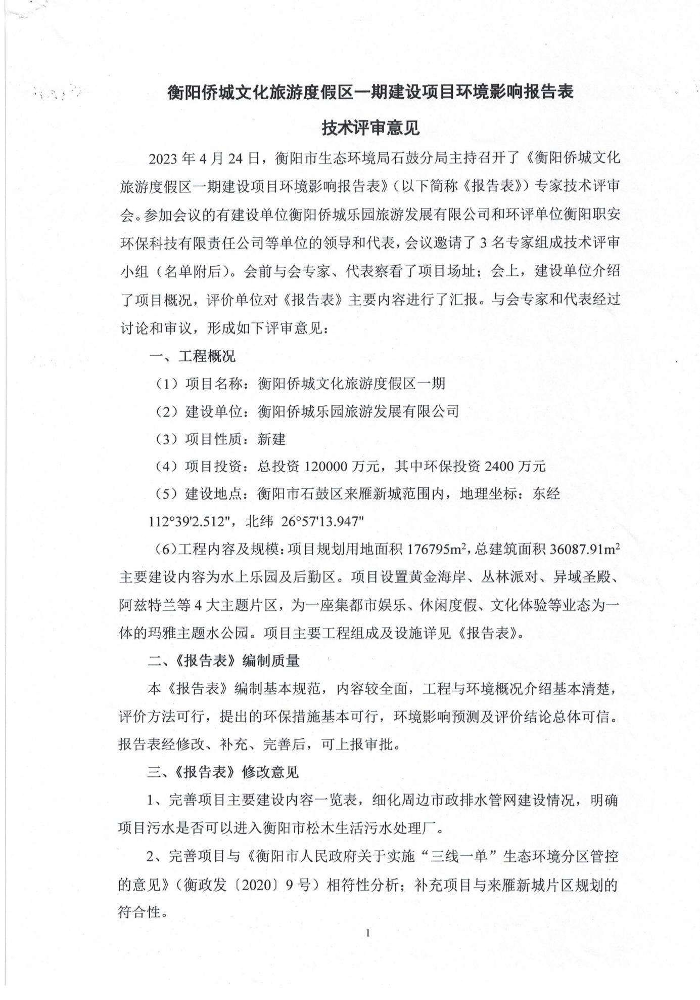 衡阳侨城文化旅游度假区一期建设项目环境影响报告表
技术评审意见
2023 年 4 月 24 日，衡阳市生态环境局石鼓分局主持召开了《衡阳侨城文化
旅游度假区一期建设项目环境影响报告表》（以下简称《报告表》）专家技术评审
会。参加会议的有建设单位衡阳侨城乐园旅游发展有限公司和环评单位衡阳职安
环保科技有限责任公司等单位的领导和代表，会议邀请了 3 名专家组成技术评审
小组（名单附后）。会前与会专家、代表察看了项目场址；会上，建设单位介绍
了项目概况，评价单位对《报告表》主要内容进行了汇报。与会专家和代表经过
讨论和审议，形成如下评审意见：
一、工程概况
（1）项目名称：衡阳侨城文化旅游度假区一期
（2）建设单位：衡阳侨城乐园旅游发展有限公司
（3）项目性质：新建
（4）项目投资：总投资 120000 万元，其中环保投资 2400 万元
（5）建设地点：衡阳市石鼓区来雁新城范围内，地理坐标：东经
112°39'2.512"，北纬 26°57'13.947"
（6）工程内容及规模：项目规划用地面积 176795m²，总建筑面积 36087.91m²
主要建设内容为水上乐园及后勤区。项目设置黄金海岸、丛林派对、异域圣殿、
阿兹特兰等 4 大主题片区，为一座集都市娱乐、休闲度假、文化体验等业态为一
体的玛雅主题水公园。项目主要工程组成及设施详见《报告表》。
二、《报告表》编制质量
本《报告表》编制基本规范，内容较全面，工程与环境概况介绍基本清楚，
评价方法可行，提出的环保措施基本可行，环境影响预测及评价结论总体可信。
报告表经修改、补充、完善后，可上报审批。
三、《报告表》修改意见
1、完善项目主要建设内容一览表，细化周边市政排水管网建设情况，明确
项目污水是否可以进入衡阳市松木生活污水处理厂。
2、完善项目与《衡阳市人民政府关于实施“三线一单”生态环境分区管控
的意见》（衡政发〔2020〕9 号）相符性分析；补充项目与来雁新城片区规划的
符合性。
1